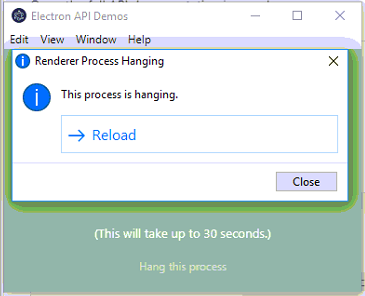 Electron API Demos
Edit View Window Help
Renderer Process Hanging
This process is hanging.
Reload
Close
(This will take up to 30 seconds.)
Hang this process